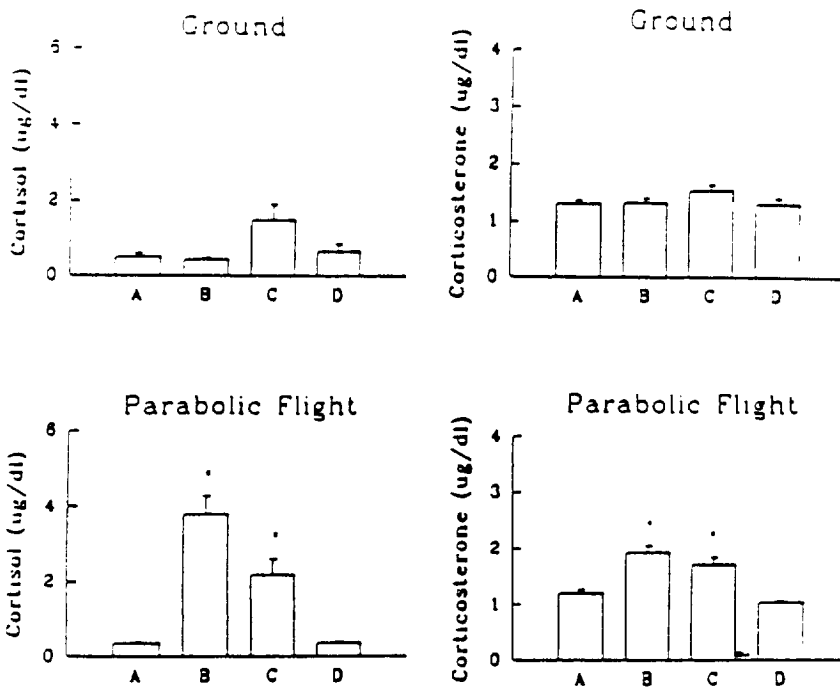 Ground
Cortisol (ug/dl)
6
4
2
0
A B C D
Ground
Corticosterone (ug/dl)
4
3
2
1
0
A B C D
Parabolic Flight
Cortisol (ug/dl)
6
4
2
0
A B C D
Parabolic Flight
Corticosterone (ug/dl)
4
3
2
1
0
A B C D